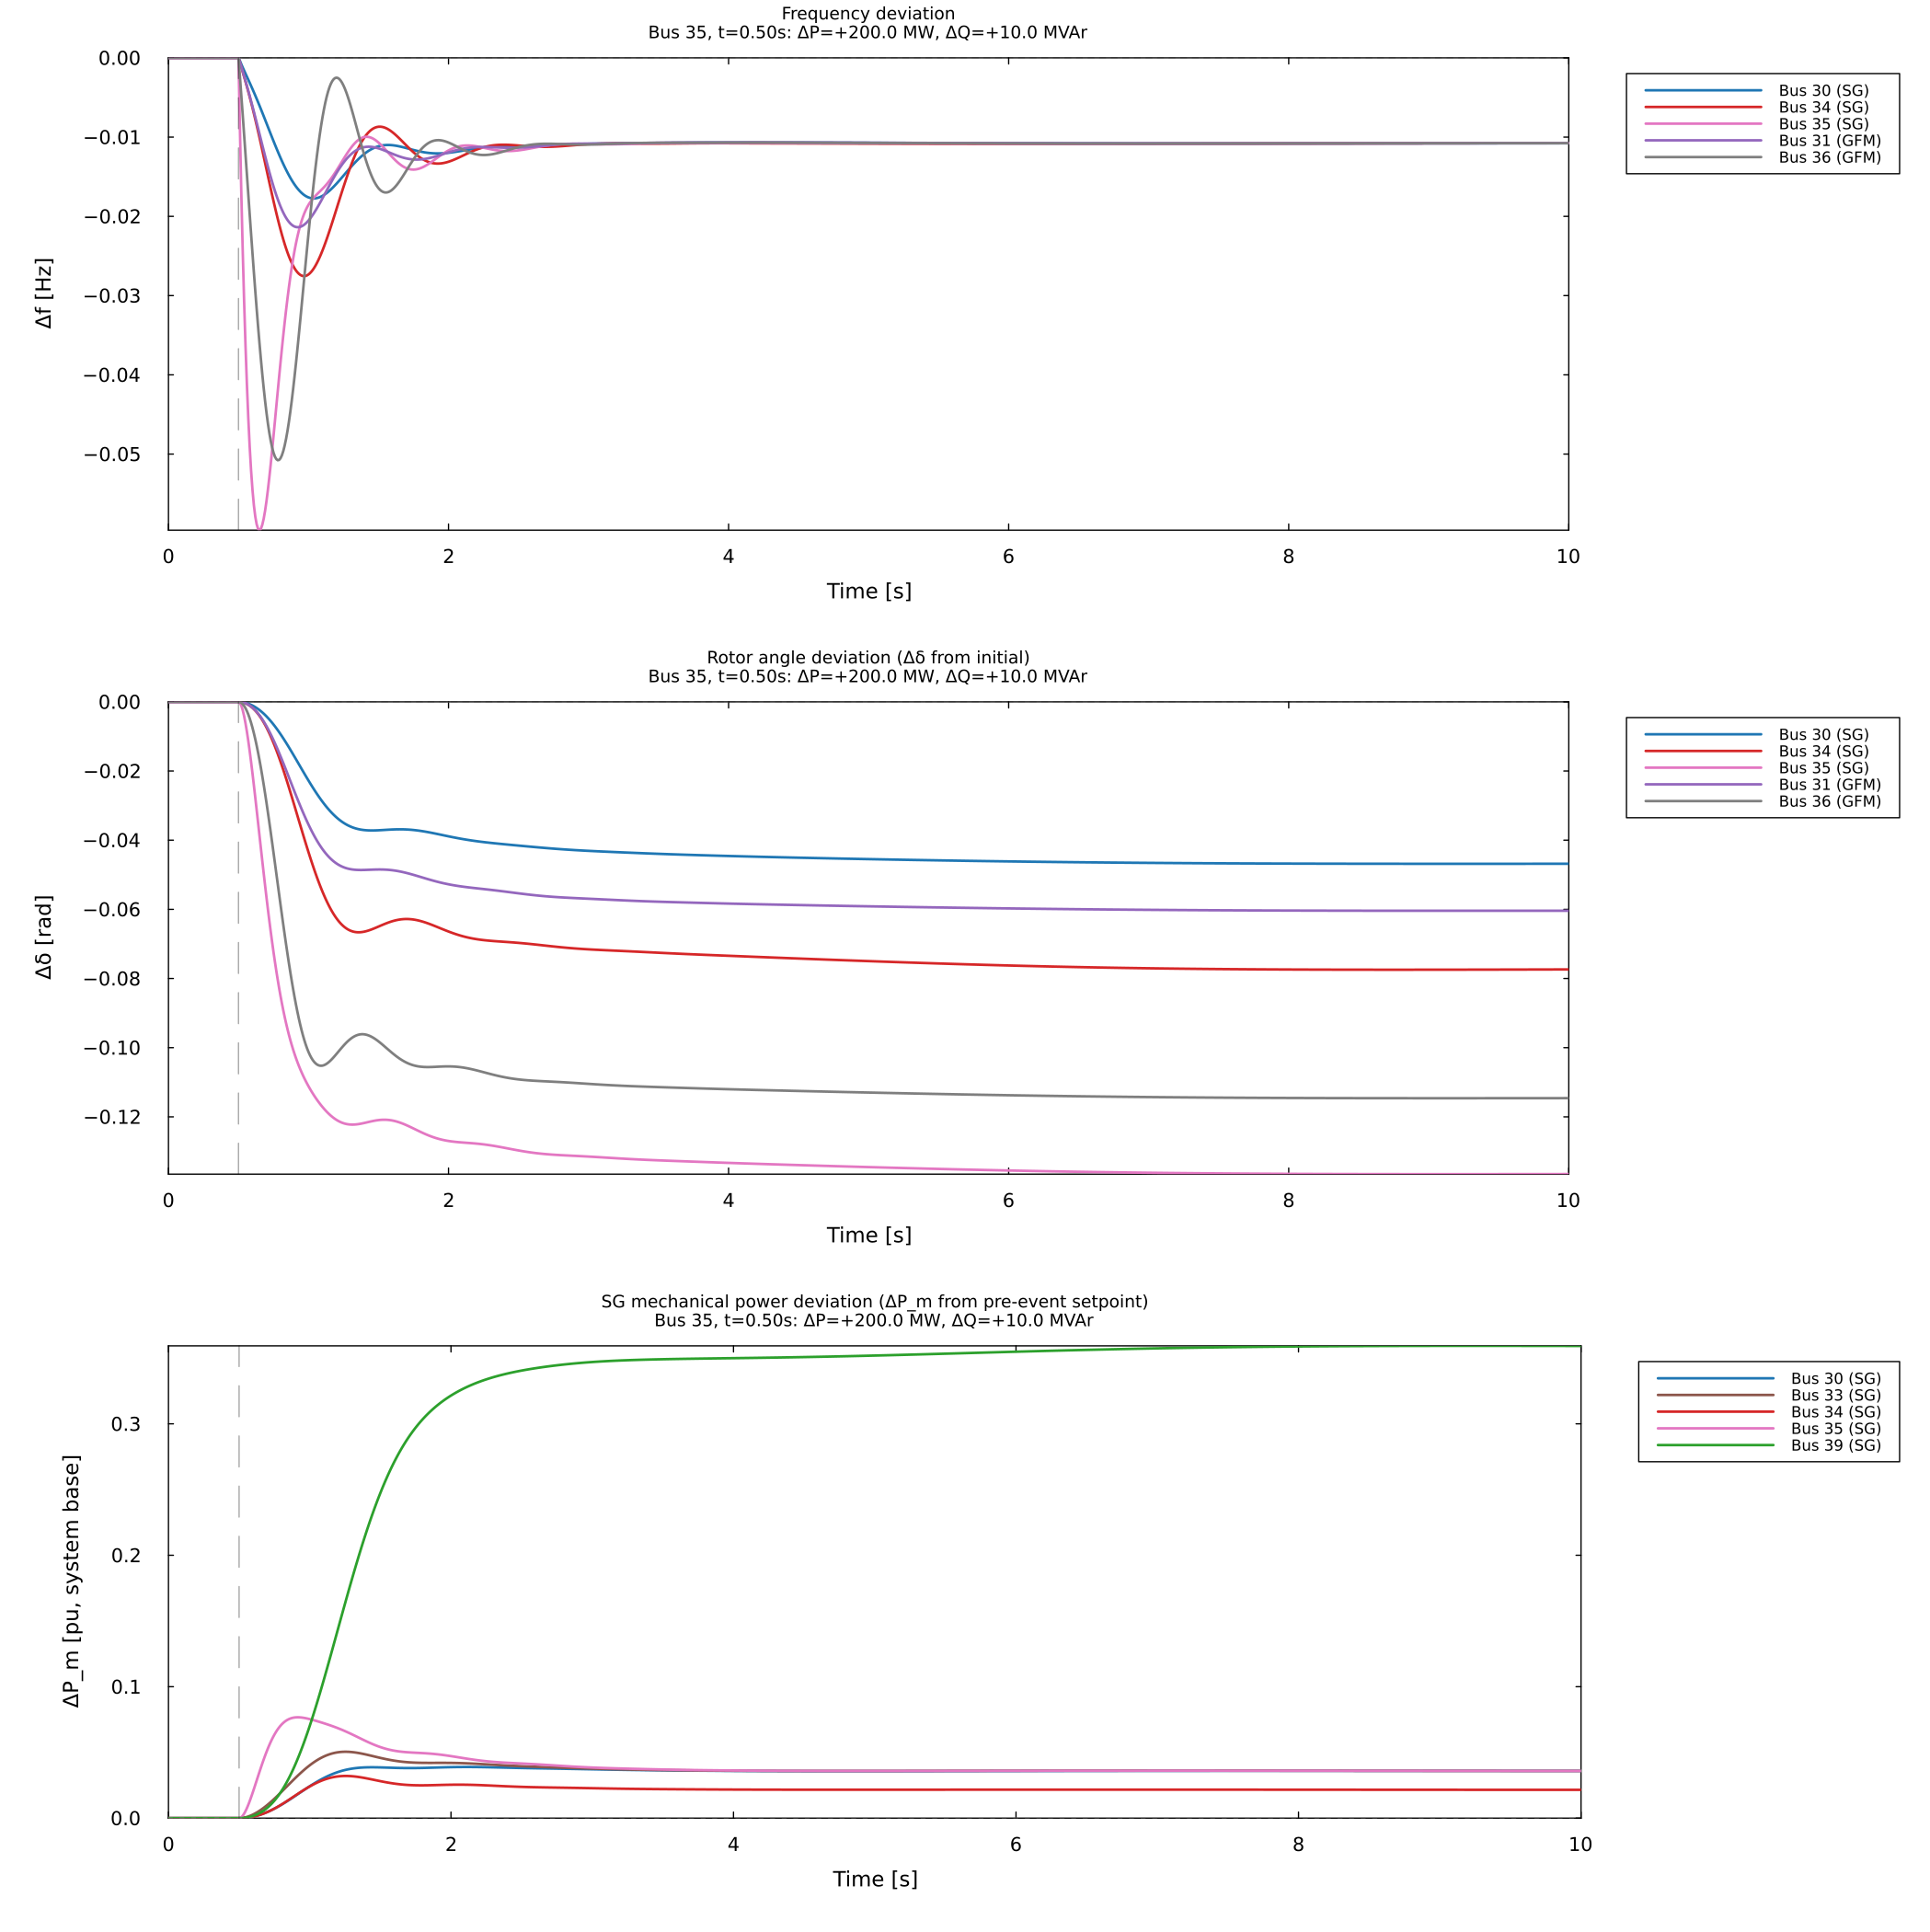 Frequency deviation
Bus 35, t=0.50s: ΔP=+200.0 MW, ΔQ=+10.0 MVAr
0.00
−0.01
−0.02
−0.03
−0.04
−0.05
Δf [Hz]
0 2 4 6 8 10
Time [s]
Bus 30 (SG)
Bus 34 (SG)
Bus 35 (SG)
Bus 31 (GFM)
Bus 36 (GFM)
Rotor angle deviation (Δδ from initial)
Bus 35, t=0.50s: ΔP=+200.0 MW, ΔQ=+10.0 MVAr
0.00
−0.02
−0.04
−0.06
−0.08
−0.10
−0.12
Δδ [rad]
0 2 4 6 8 10
Time [s]
Bus 30 (SG)
Bus 34 (SG)
Bus 35 (SG)
Bus 31 (GFM)
Bus 36 (GFM)
SG mechanical power deviation (ΔP_m from pre-event setpoint)
Bus 35, t=0.50s: ΔP=+200.0 MW, ΔQ=+10.0 MVAr
0.3
0.2
0.1
0.0
ΔP_m [pu, system base]
0 2 4 6 8 10
Time [s]
Bus 30 (SG)
Bus 33 (SG)
Bus 34 (SG)
Bus 35 (SG)
Bus 39 (SG)